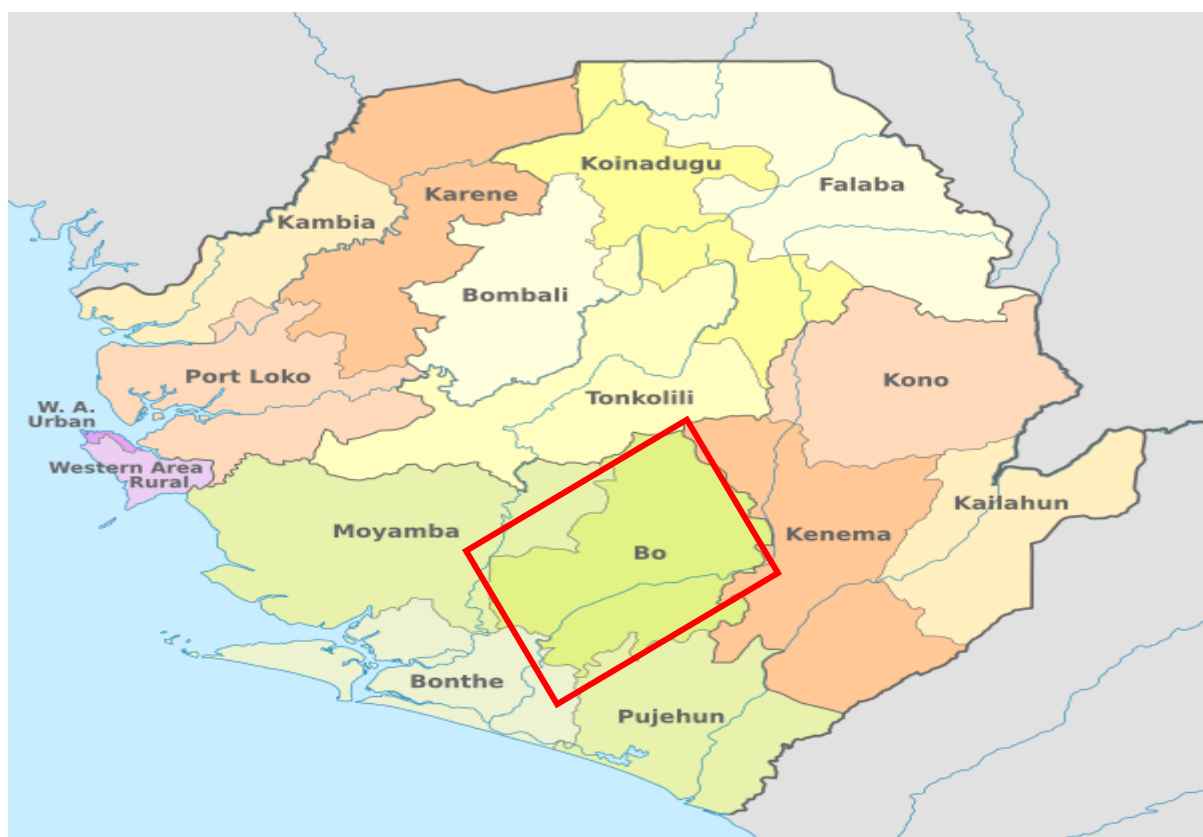 Koinadugu
Falaba
Karene
Kambia
Bombali
Port Loko
Kono
Tonkolili
W. A.
Urban
Western Area
Rural
Kailahun
Moyamba
Kenema
Bo
Bonthe
Pujehun